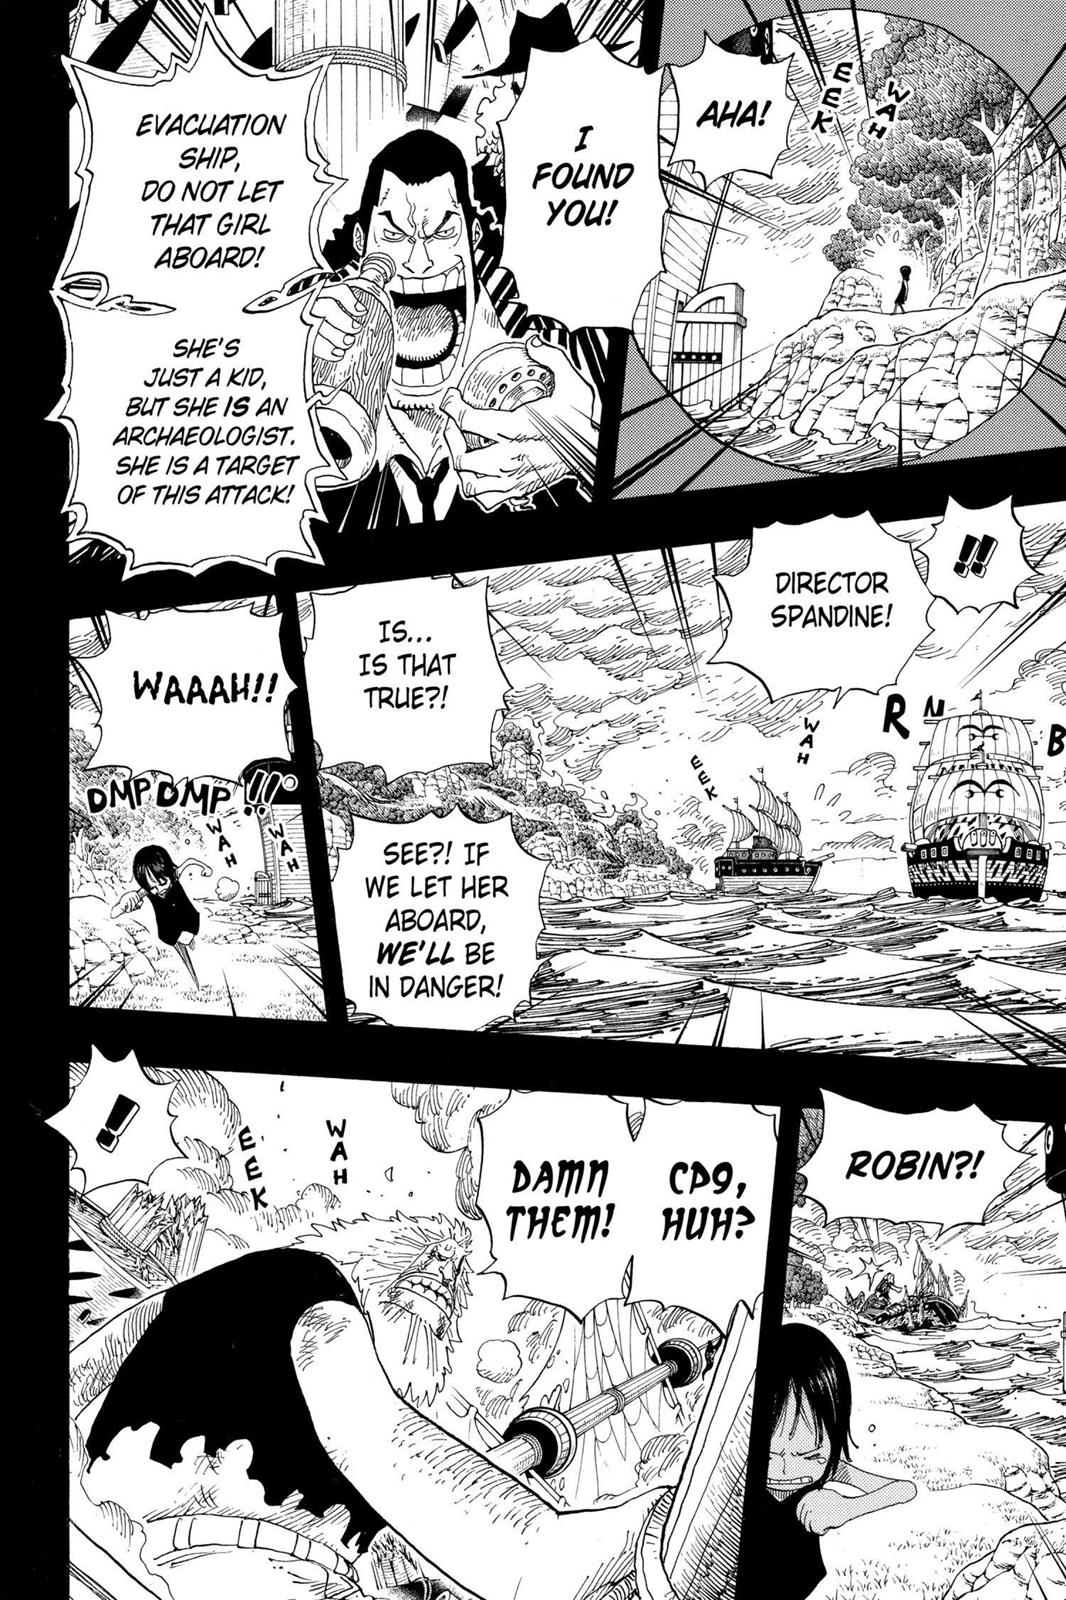 AHA!
EEK
WAH
I
FOUND
YOU!
EVACUATION
SHIP,
DO NOT LET
THAT GIRL
ABOARD!
SHE'S
JUST A KID,
BUT SHE IS AN
ARCHAEOLOGIST.
SHE IS A TARGET
OF THIS ATTACK!
!!
DIRECTOR
SPANDINE!
R N B
WAH
EEK
IS...
IS THAT
TRUE?!
SEE?! IF
WE LET HER
ABOARD,
WE'LL BE
IN DANGER!
WAAAH!!
DMP DMP !!
WAH
WAH
ROBIN?!
CP9,
HUH?
DAMN
THEM!
WAH
EEK
!!